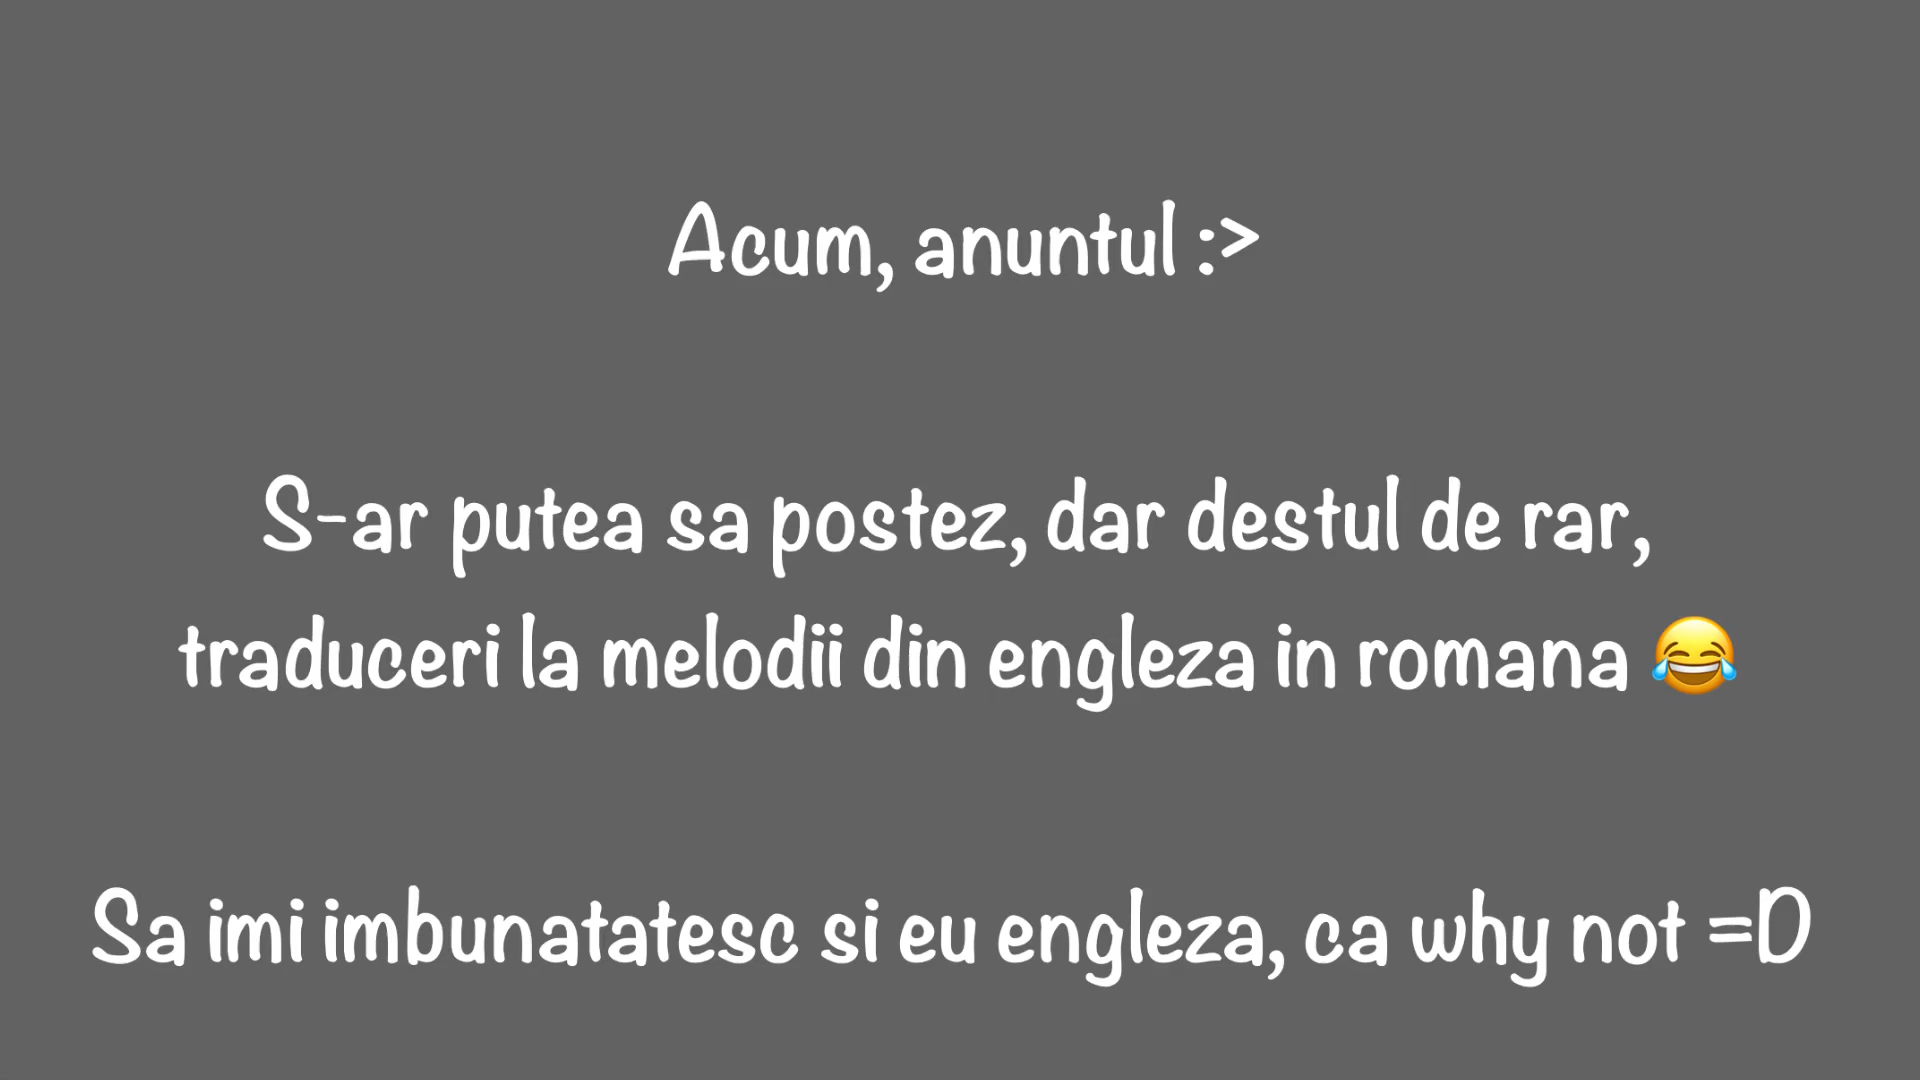 Acum, anuntul :>
S-ar putea sa postez, dar destul de rar,
traduceri la melodii din engleza in romana 😂
Sa imi imbunatatesc si eu engleza, ca why not =D